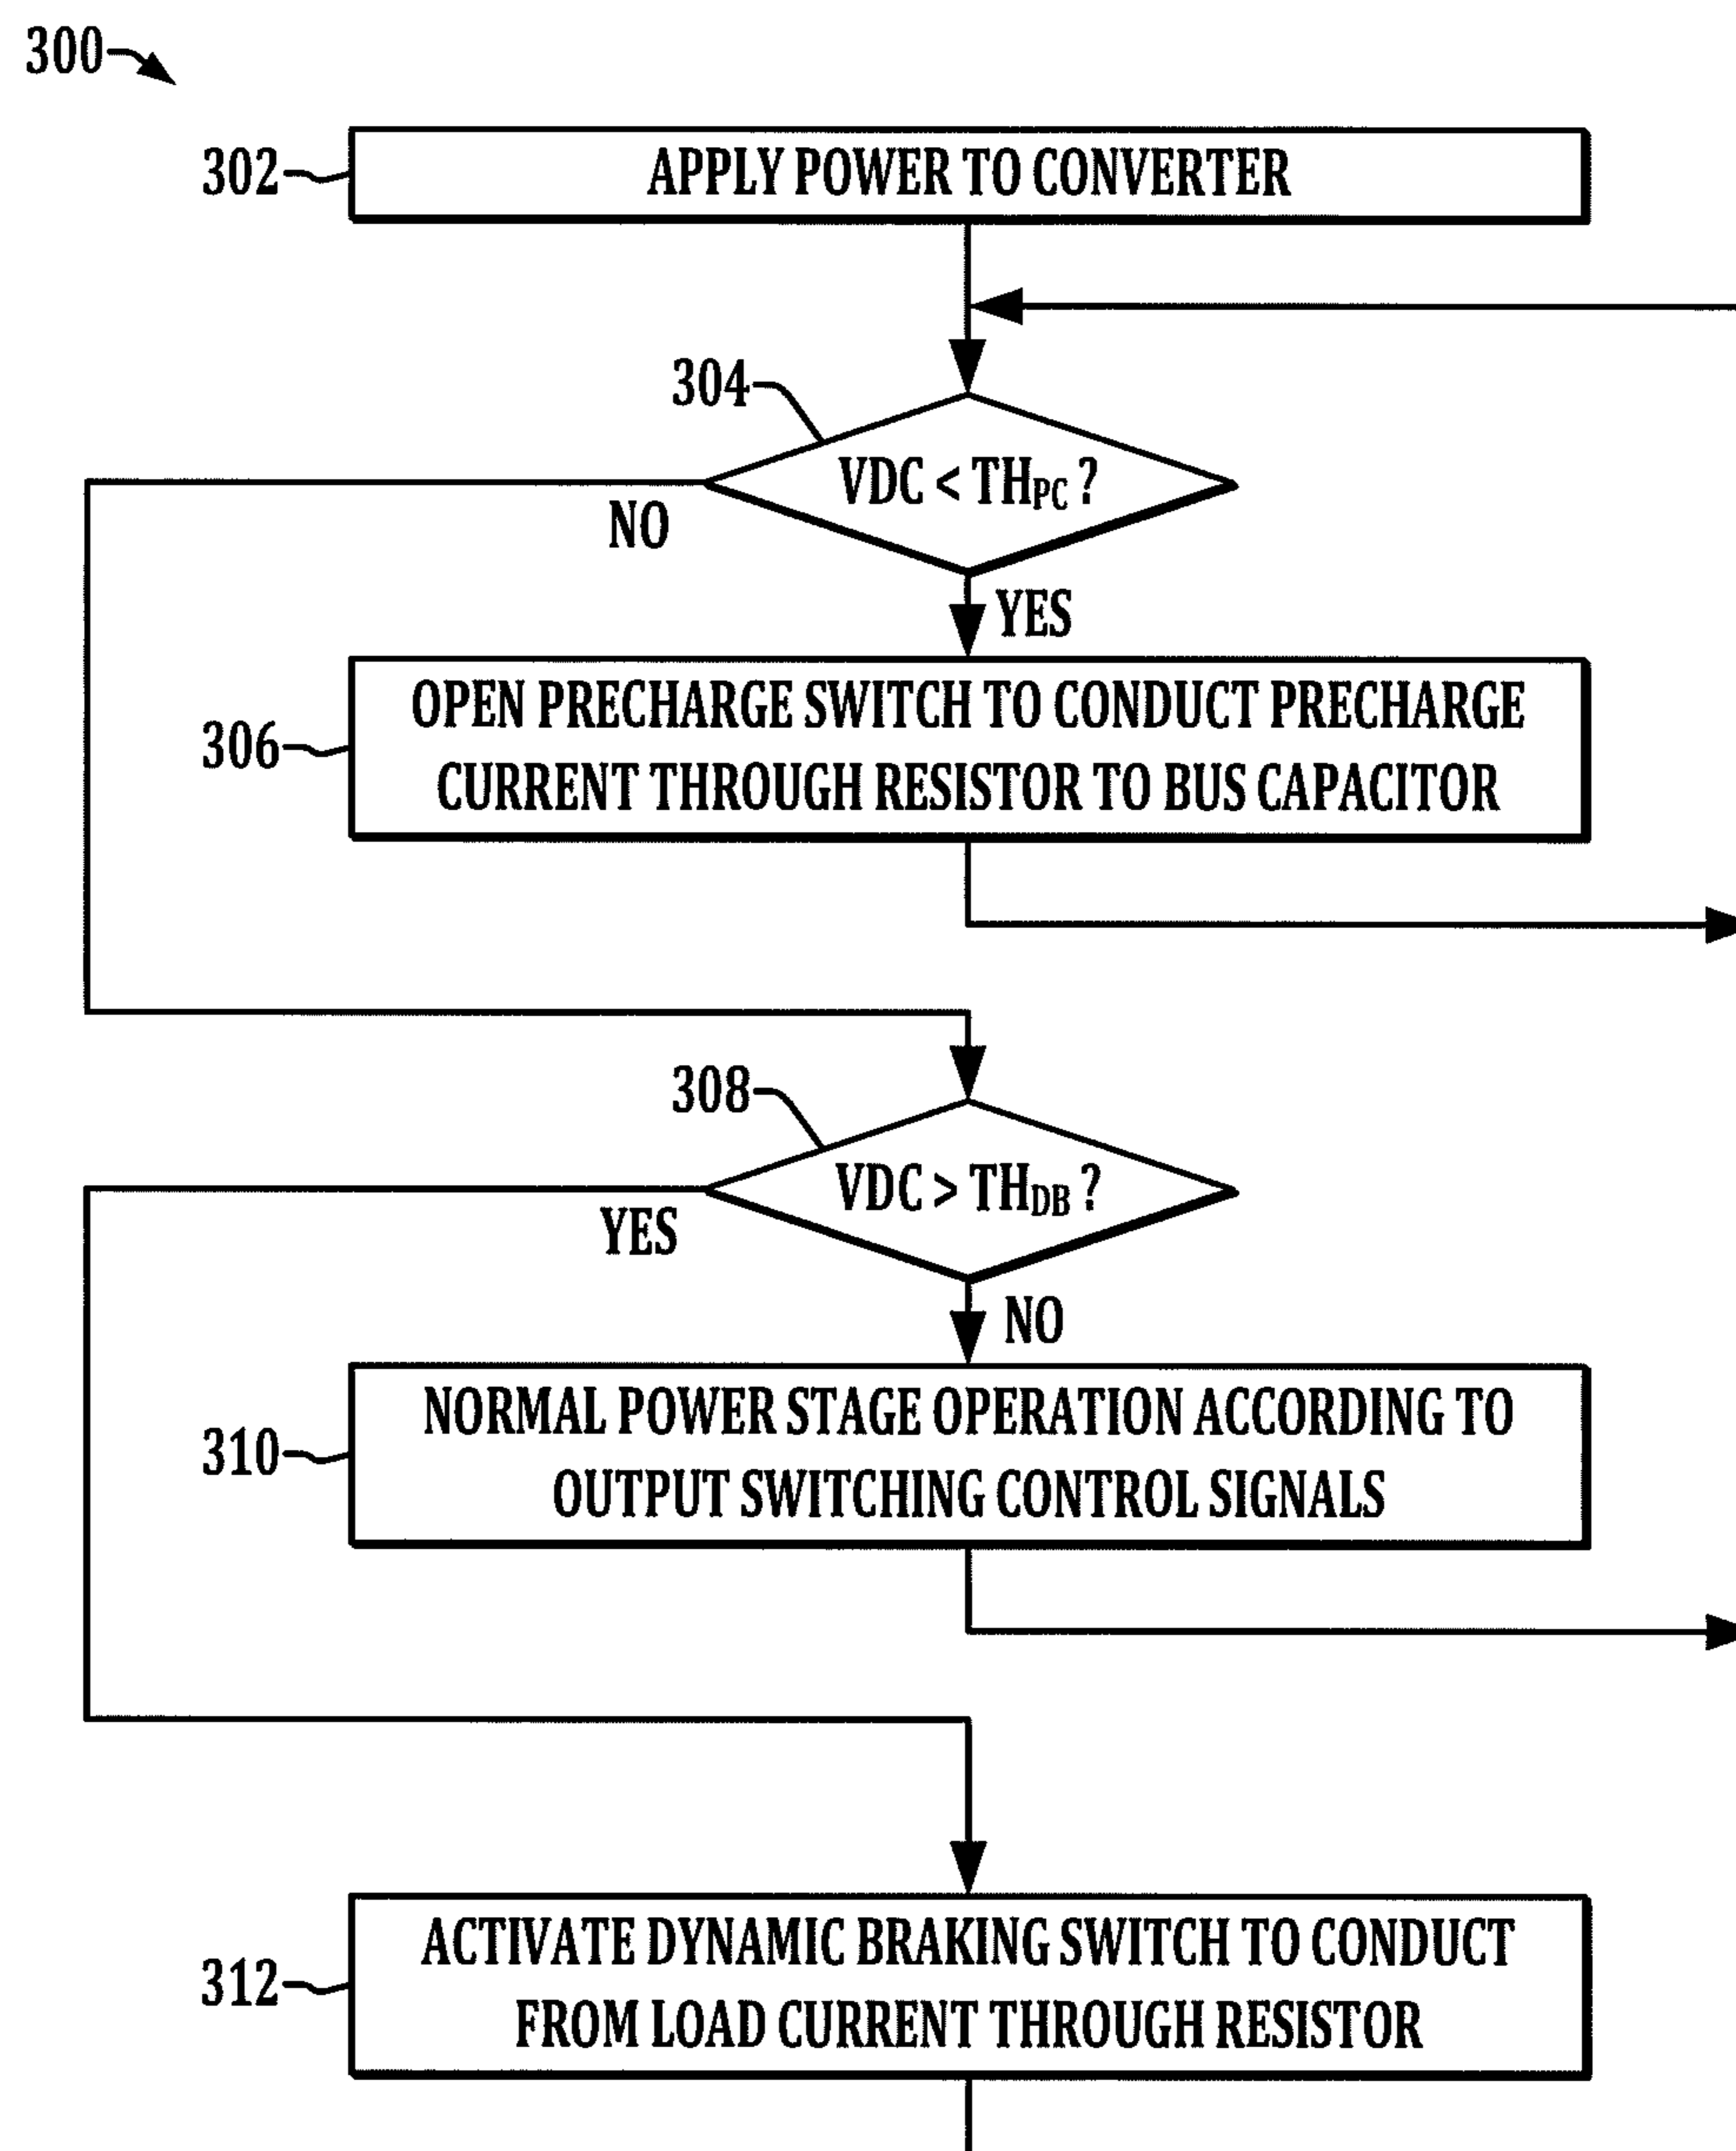 300
302
APPLY POWER TO CONVERTER
304
VDC < THPC ?
NO
YES
306
OPEN PRECHARGE SWITCH TO CONDUCT PRECHARGE
CURRENT THROUGH RESISTOR TO BUS CAPACITOR
308
VDC > THDB ?
YES
NO
310
NORMAL POWER STAGE OPERATION ACCORDING TO
OUTPUT SWITCHING CONTROL SIGNALS
312
ACTIVATE DYNAMIC BRAKING SWITCH TO CONDUCT
FROM LOAD CURRENT THROUGH RESISTOR